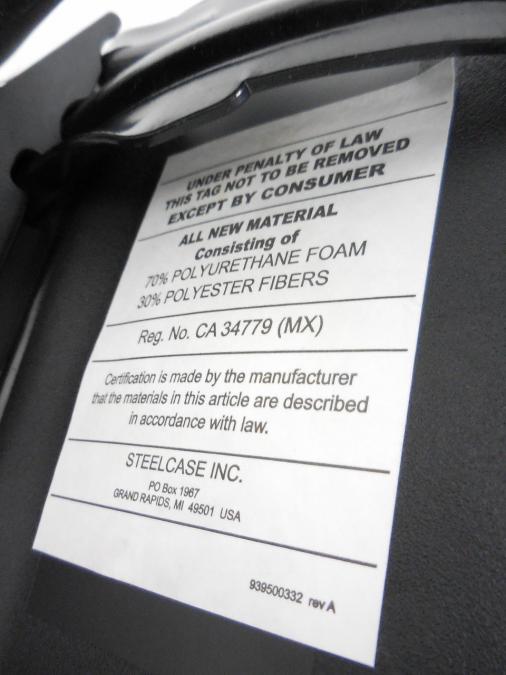 UNDER PENALTY OF LAW
THIS TAG NOT TO BE REMOVED
EXCEPT BY CONSUMER
ALL NEW MATERIAL
Consisting of
70% POLYURETHANE FOAM
30% POLYESTER FIBERS
Reg. No. CA 34779 (MX)
Certification is made by the manufacturer
that the materials in this article are described
in accordance with law.
STEELCASE INC.
PO Box 1967
GRAND RAPIDS, MI 49501 USA
939500332 rev A